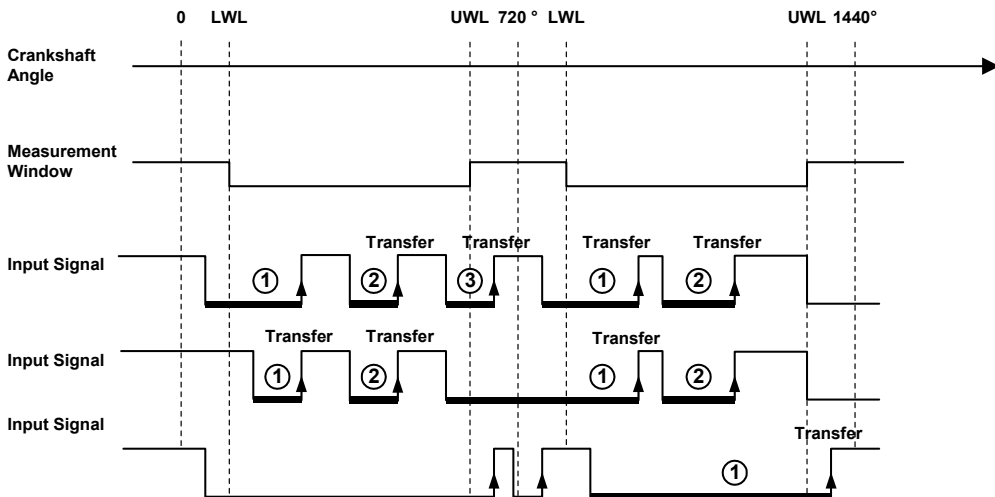 0 LWL UWL 720 ° LWL UWL 1440°
Crankshaft
Angle
Measurement
Window
Transfer Transfer Transfer Transfer
Input Signal ① ② ③ ① ②
Transfer Transfer Transfer
Input Signal ① ② ① ②
Input Signal
Transfer
①